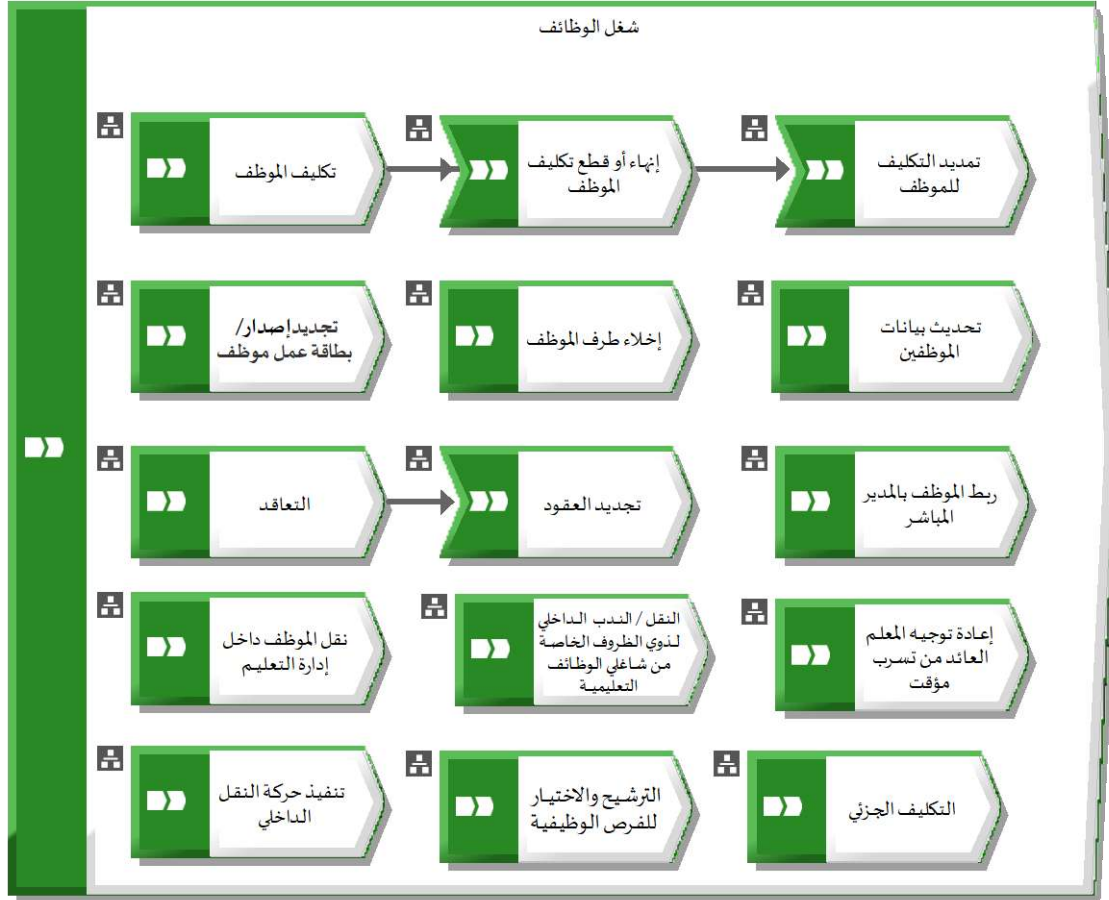 شغل الوظائف
تكليف الموظف
إنهاء أو قطع تكليف
الموظف
تمديد التكليف
للموظف
تجديد|إصدار/
بطاقة عمل موظف
إخلاء طرف الموظف
تحديث بيانات
الموظفين
التعاقد
تجديد العقود
ربط الموظف بالمدير
المباشر
نقل الموظف داخل
إدارة التعليم
النقل / الندب الداخلي
لذوي الظروف الخاصة
من شاغلي الوظائف
التعليمية
إعادة توجيه المعلم
العائد من تسرب
مؤقت
تنفيذ حركة النقل
الداخلي
الترشيح والاختيار
للفرص الوظيفية
التكليف الجزئي